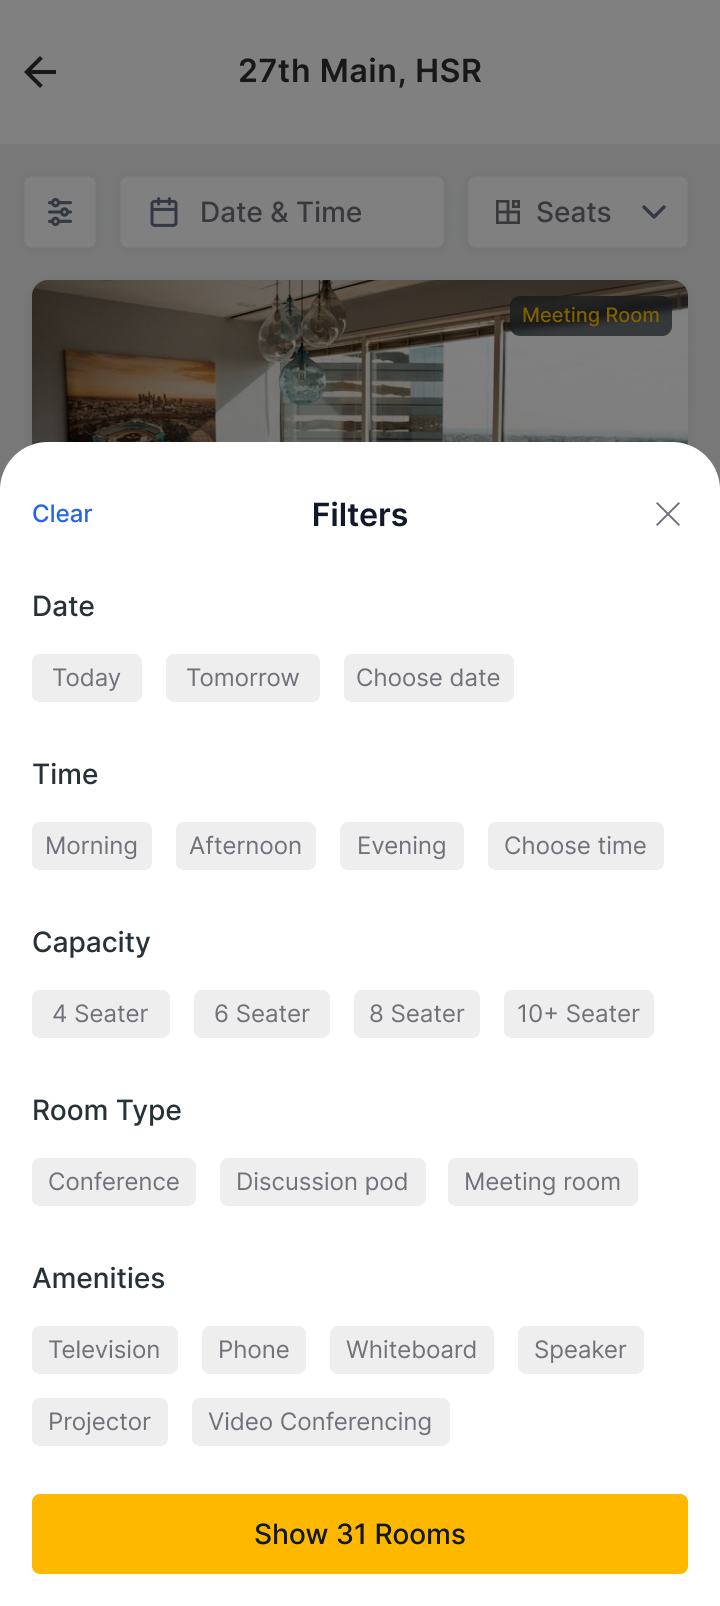 27th Main, HSR
Date & Time Seats
Meeting Room
Clear Filters
Date
Today Tomorrow Choose date
Time
Morning Afternoon Evening Choose time
Capacity
4 Seater 6 Seater 8 Seater 10+ Seater
Room Type
Conference Discussion pod Meeting room
Amenities
Television Phone Whiteboard Speaker
Projector Video Conferencing
Show 31 Rooms